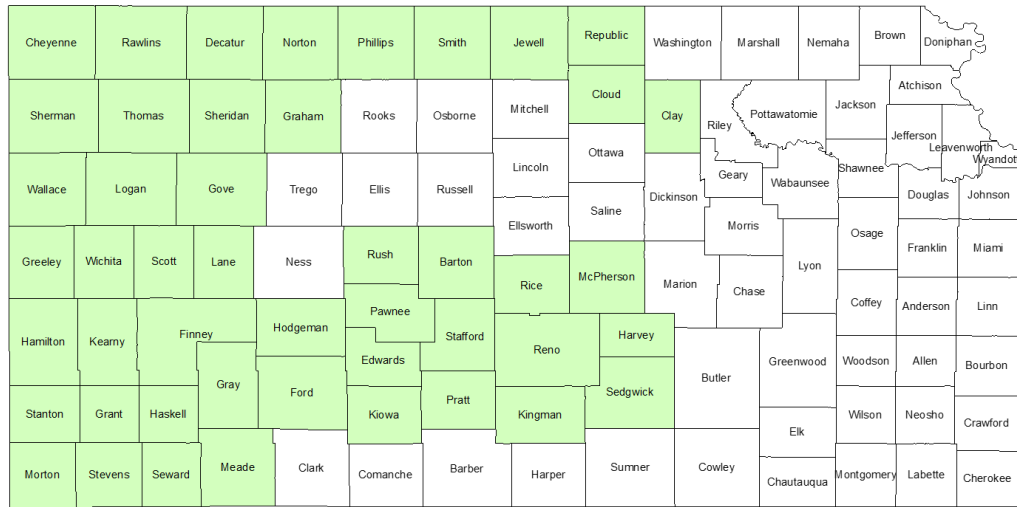 Cheyenne
Rawlins
Decatur
Norton
Phillips
Smith
Jewell
Republic
Washington
Marshall
Nemaha
Brown
Doniphan
Sherman
Thomas
Sheridan
Graham
Rooks
Osborne
Mitchell
Cloud
Clay
Riley
Pottawatomie
Jackson
Atchison
Jefferson
Leavenworth
Wyandott
Wallace
Logan
Gove
Trego
Ellis
Russell
Lincoln
Ottawa
Saline
Dickinson
Geary
Wabaunsee
Shawnee
Douglas
Johnson
Greeley
Wichita
Scott
Lane
Ness
Rush
Barton
Ellsworth
Rice
McPherson
Marion
Morris
Chase
Lyon
Osage
Franklin
Miami
Hamilton
Kearny
Finney
Hodgeman
Pawnee
Stafford
Edwards
Reno
Harvey
Sedgwick
Butler
Greenwood
Coffey
Anderson
Linn
Woodson
Allen
Bourbon
Stanton
Grant
Haskell
Gray
Ford
Kiowa
Pratt
Kingman
Elk
Wilson
Neosho
Crawford
Morton
Stevens
Seward
Meade
Clark
Comanche
Barber
Harper
Sumner
Cowley
Chautauqua
Montgomery
Labette
Cherokee